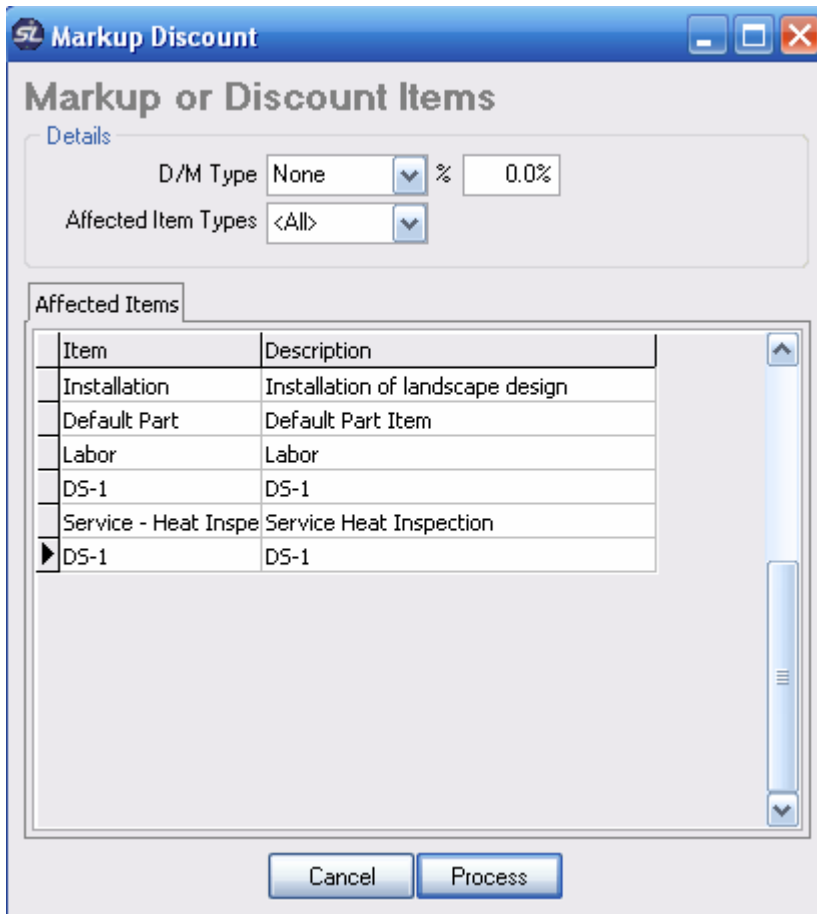 SL Markup Discount
Markup or Discount Items
Details
D/M Type None % 0.0%
Affected Item Types <All>
Affected Items
Item Description
Installation Installation of landscape design
Default Part Default Part Item
Labor Labor
DS-1 DS-1
Service - Heat Inspe Service Heat Inspection
DS-1 DS-1
Cancel Process